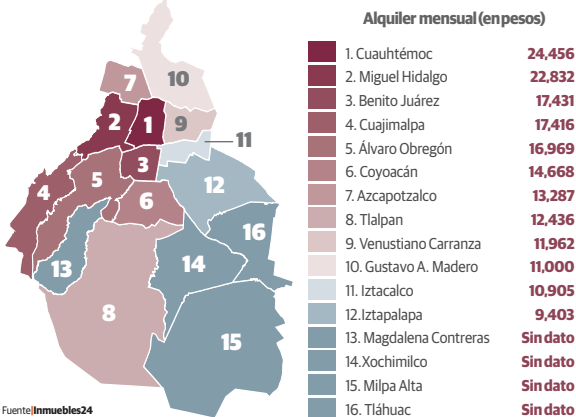 Alquiler mensual (en pesos)
1. Cuauhtémoc 24,456
2. Miguel Hidalgo 22,832
3. Benito Juárez 17,431
4. Cuajimalpa 17,416
5. Álvaro Obregón 16,969
6. Coyoacán 14,668
7. Azcapotzalco 13,287
8. Tlalpan 12,436
9. Venustiano Carranza 11,962
10. Gustavo A. Madero 11,000
11. Iztacalco 10,905
12.Iztapalapa 9,403
13. Magdalena Contreras Sin dato
14.Xochimilco Sin dato
15. Milpa Alta Sin dato
16. Tláhuac Sin dato
10
7
2
1
9
11
3
5
12
4
6
16
13
14
8
15
Fuente|Inmuebles24